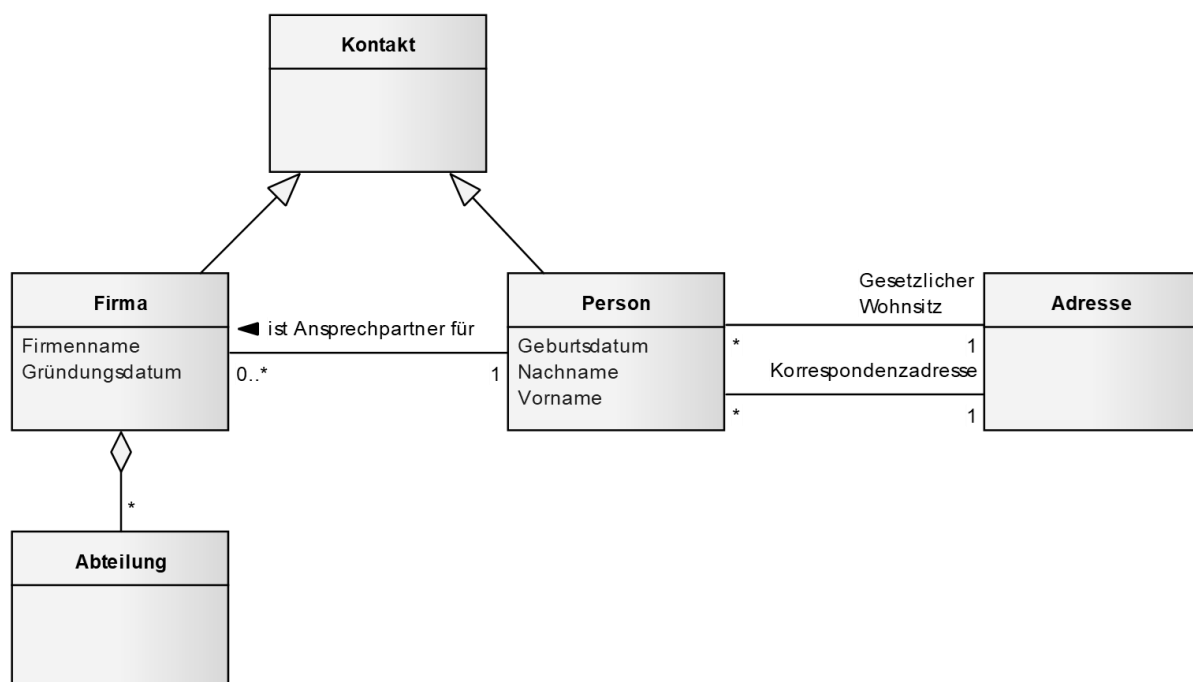 Kontakt
Firma
Firmenname
Gründungsdatum
◄ ist Ansprechpartner für
0..*
1
Person
Geburtsdatum
Nachname
Vorname
Gesetzlicher
Wohnsitz
*
1
Korrespondenzadresse
*
1
Adresse
*
Abteilung